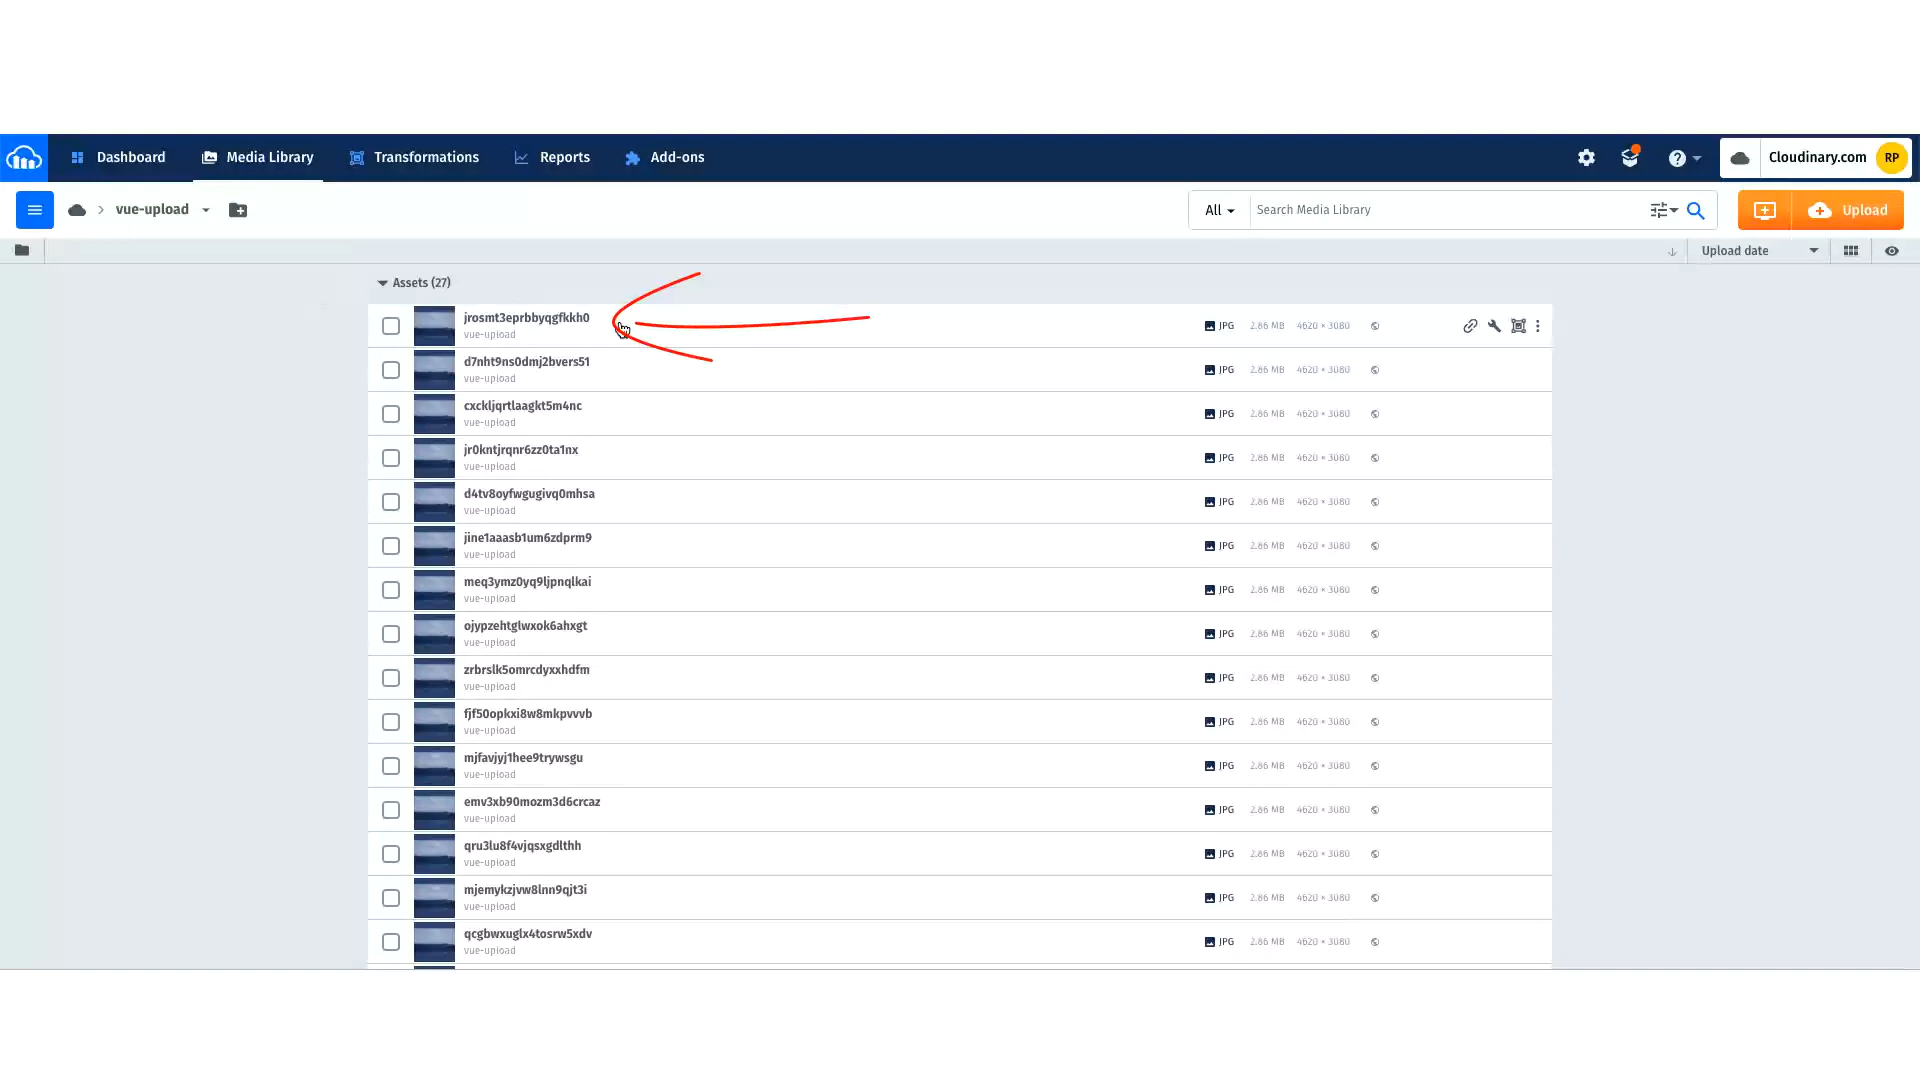 Dashboard Media Library Transformations Reports Add-ons Cloudinary.com RP
vue-upload All Search Media Library Upload
Upload date
Assets (27)
jrosmt3eprbbyqgfkkh0
vue-upload
JPG 2.86 MB 4620 × 3080
d7nht9ns0dmj2bvers51
vue-upload
JPG 2.86 MB 4620 × 3080
cxckljqrtlaagkt5m4nc
vue-upload
JPG 2.86 MB 4620 × 3080
jr0kntjrqnr6zz0ta1nx
vue-upload
JPG 2.86 MB 4620 × 3080
d4tv8oyfwgugivq0mhsa
vue-upload
JPG 2.86 MB 4620 × 3080
jine1aaasb1um6zdprm9
vue-upload
JPG 2.86 MB 4620 × 3080
meq3ymz0yq9ljpnqlkai
vue-upload
JPG 2.86 MB 4620 × 3080
ojypzehtglwxok6ahxgt
vue-upload
JPG 2.86 MB 4620 × 3080
zrbrslk5omrcdyxxhdfm
vue-upload
JPG 2.86 MB 4620 × 3080
fjf50opkxi8w8mkpvvvb
vue-upload
JPG 2.86 MB 4620 × 3080
mjfavjyj1hee9trywsgu
vue-upload
JPG 2.86 MB 4620 × 3080
emv3xb90mozm3d6crcaz
vue-upload
JPG 2.86 MB 4620 × 3080
qru3lu8f4vjqsxgdlthh
vue-upload
JPG 2.86 MB 4620 × 3080
mjemykzjvw8lnn9qjt3i
vue-upload
JPG 2.86 MB 4620 × 3080
qcgbwxuglx4tosrw5xdv
vue-upload
JPG 2.86 MB 4620 × 3080